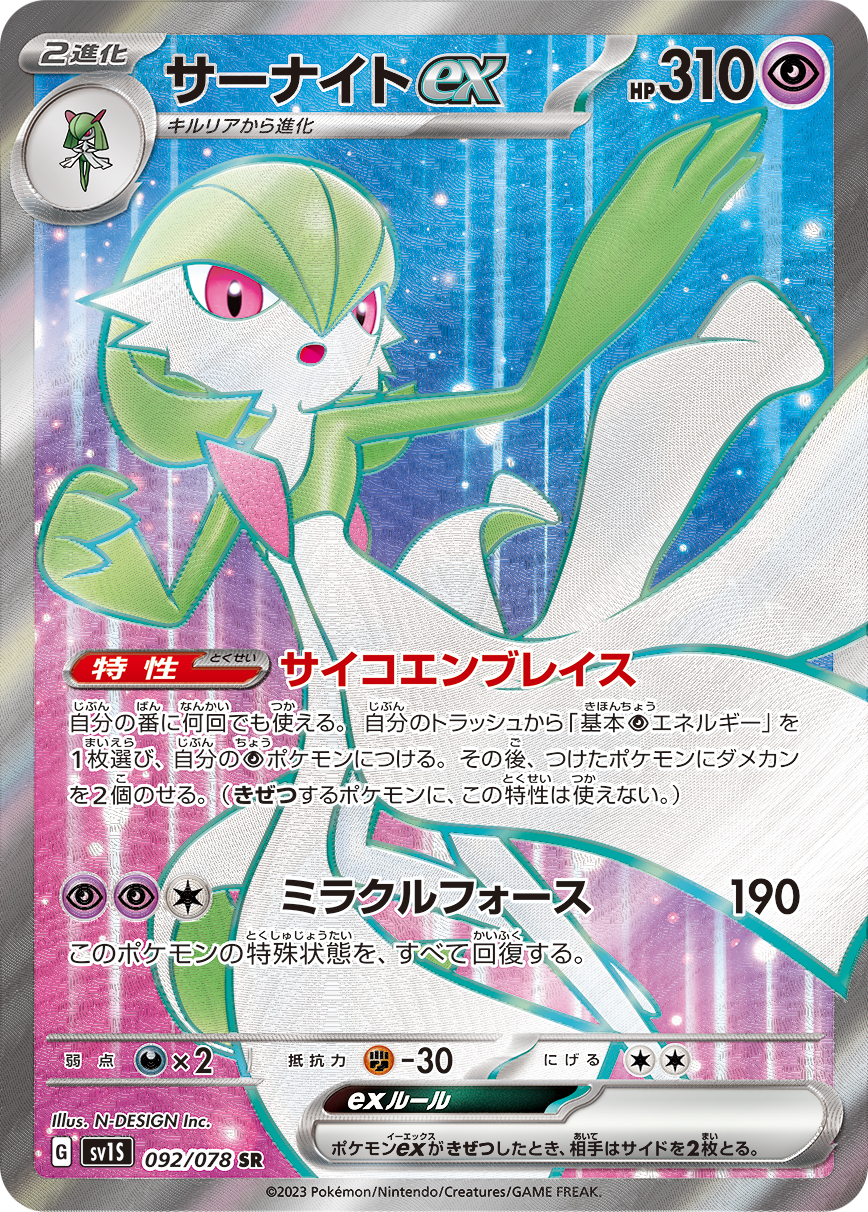 2進化
サーナイトex
HP310
キルリアから進化
特性 とくせい サイコエンブレイス
自分の番に何回でも使える。自分のトラッシュから「基本超エネルギー」を
1枚選び、自分の超ポケモンにつける。その後、つけたポケモンにダメカン
を2個のせる。（きぜつするポケモンに、この特性は使えない。）
ミラクルフォース 190
このポケモンの特殊状態を、すべて回復する。
弱点 ×2 抵抗力 -30 にげる
exルール
ポケモンexがきぜつしたとき、相手はサイドを2枚とる。
Illus. N-DESIGN Inc.
G sv1S 092/078 SR
©2023 Pokémon/Nintendo/Creatures/GAME FREAK.